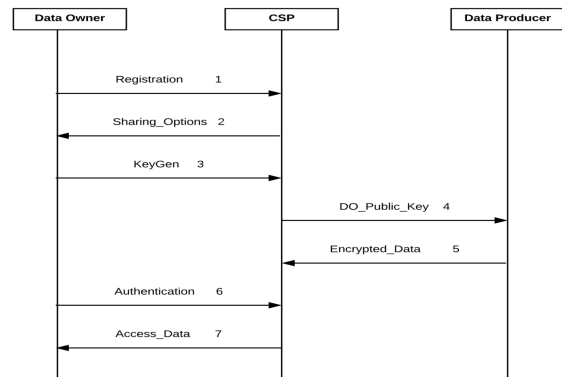 Data Owner
CSP
Data Producer
Registration 1
Sharing_Options 2
KeyGen 3
DO_Public_Key 4
Encrypted_Data 5
Authentication 6
Access_Data 7